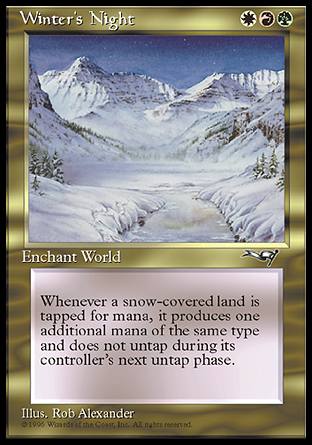 Winter's Night
Enchant World
Whenever a snow-covered land is
tapped for mana, it produces one
additional mana of the same type
and does not untap during its
controller's next untap phase.
Illus. Rob Alexander
©1996 Wizards of the Coast, Inc. All rights reserved.